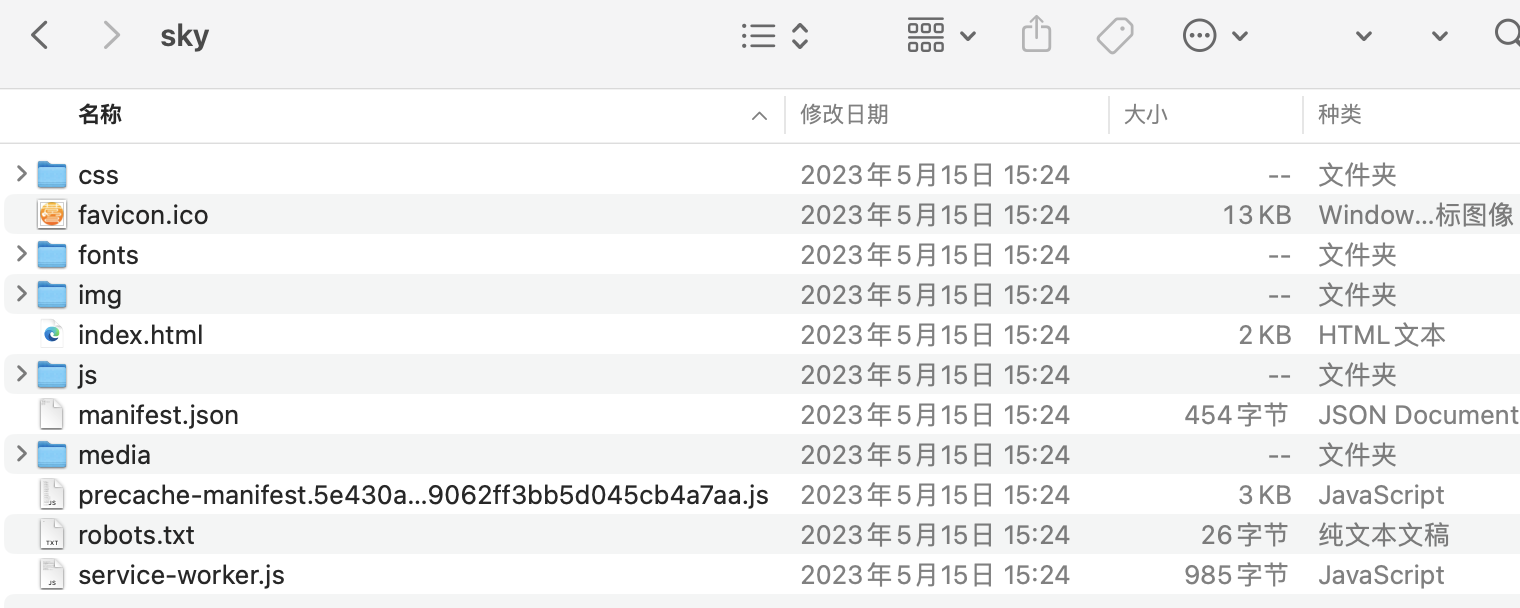 sky
名称 修改日期 大小 种类
css 2023年5月15日 15:24 -- 文件夹
favicon.ico 2023年5月15日 15:24 13 KB Window...标图像
fonts 2023年5月15日 15:24 -- 文件夹
img 2023年5月15日 15:24 -- 文件夹
index.html 2023年5月15日 15:24 2 KB HTML文本
js 2023年5月15日 15:24 -- 文件夹
manifest.json 2023年5月15日 15:24 454字节 JSON Document
media 2023年5月15日 15:24 -- 文件夹
precache-manifest.5e430a...9062ff3bb5d045cb4a7aa.js 2023年5月15日 15:24 3 KB JavaScript
robots.txt 2023年5月15日 15:24 26字节 纯文本文稿
service-worker.js 2023年5月15日 15:24 985字节 JavaScript